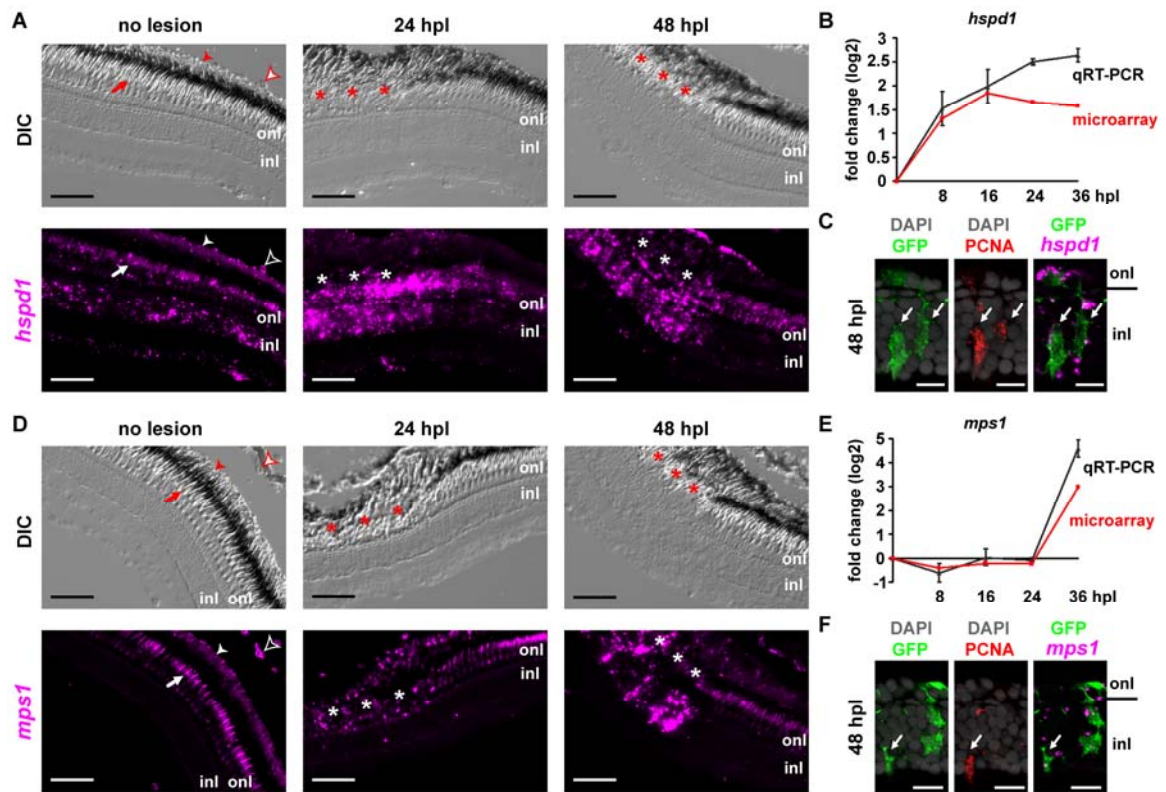 A
no lesion
24 hpl
48 hpl
DIC
onl
inl
* * *
onl
inl
* * *
onl
inl
hspd1
onl
inl
* * *
onl
inl
* * *
onl
inl
B
hspd1
fold change (log2)
3
2.5
2
1.5
1
0.5
0
qRT-PCR
microarray
8 16 24 36 hpl
C
DAPI DAPI GFP
GFP PCNA hspd1
48 hpl
onl
inl
D
no lesion
24 hpl
48 hpl
DIC
inl onl
* * *
onl
inl
* * *
onl
inl
mps1
inl onl
* * *
onl
inl
* * *
onl
inl
E
mps1
fold change (log2)
5
4
3
2
1
0
-1
qRT-PCR
microarray
8 16 24 36 hpl
F
DAPI DAPI GFP
GFP PCNA mps1
48 hpl
onl
inl